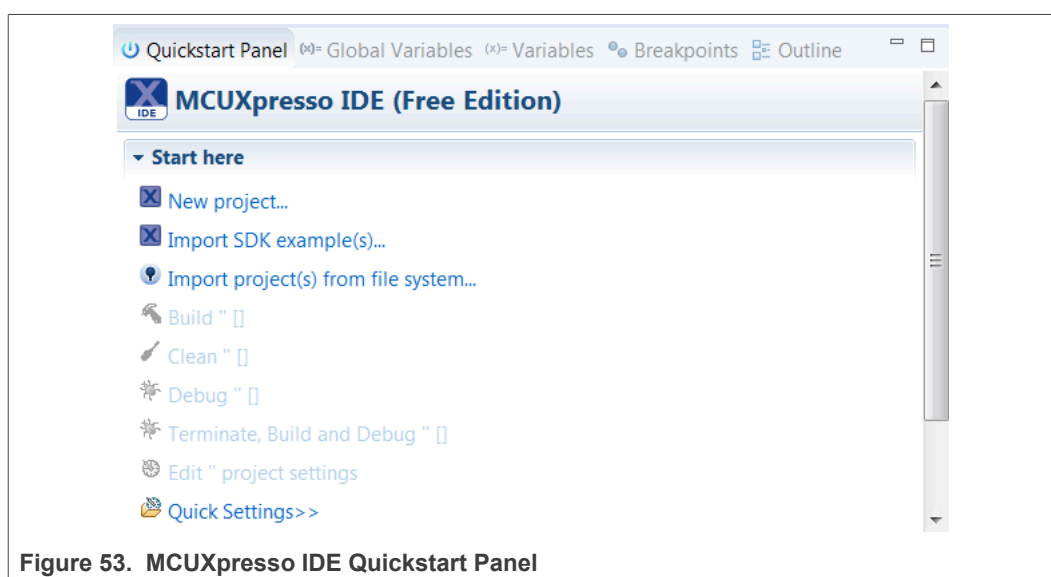 Quickstart Panel (x)= Global Variables (x)= Variables Breakpoints Outline
IDE MCUXpresso IDE (Free Edition)
Start here
New project...
Import SDK example(s)...
Import project(s) from file system...
Build '' []
Clean '' []
Debug '' []
Terminate, Build and Debug '' []
Edit '' project settings
Quick Settings>>
Figure 53. MCUXpresso IDE Quickstart Panel